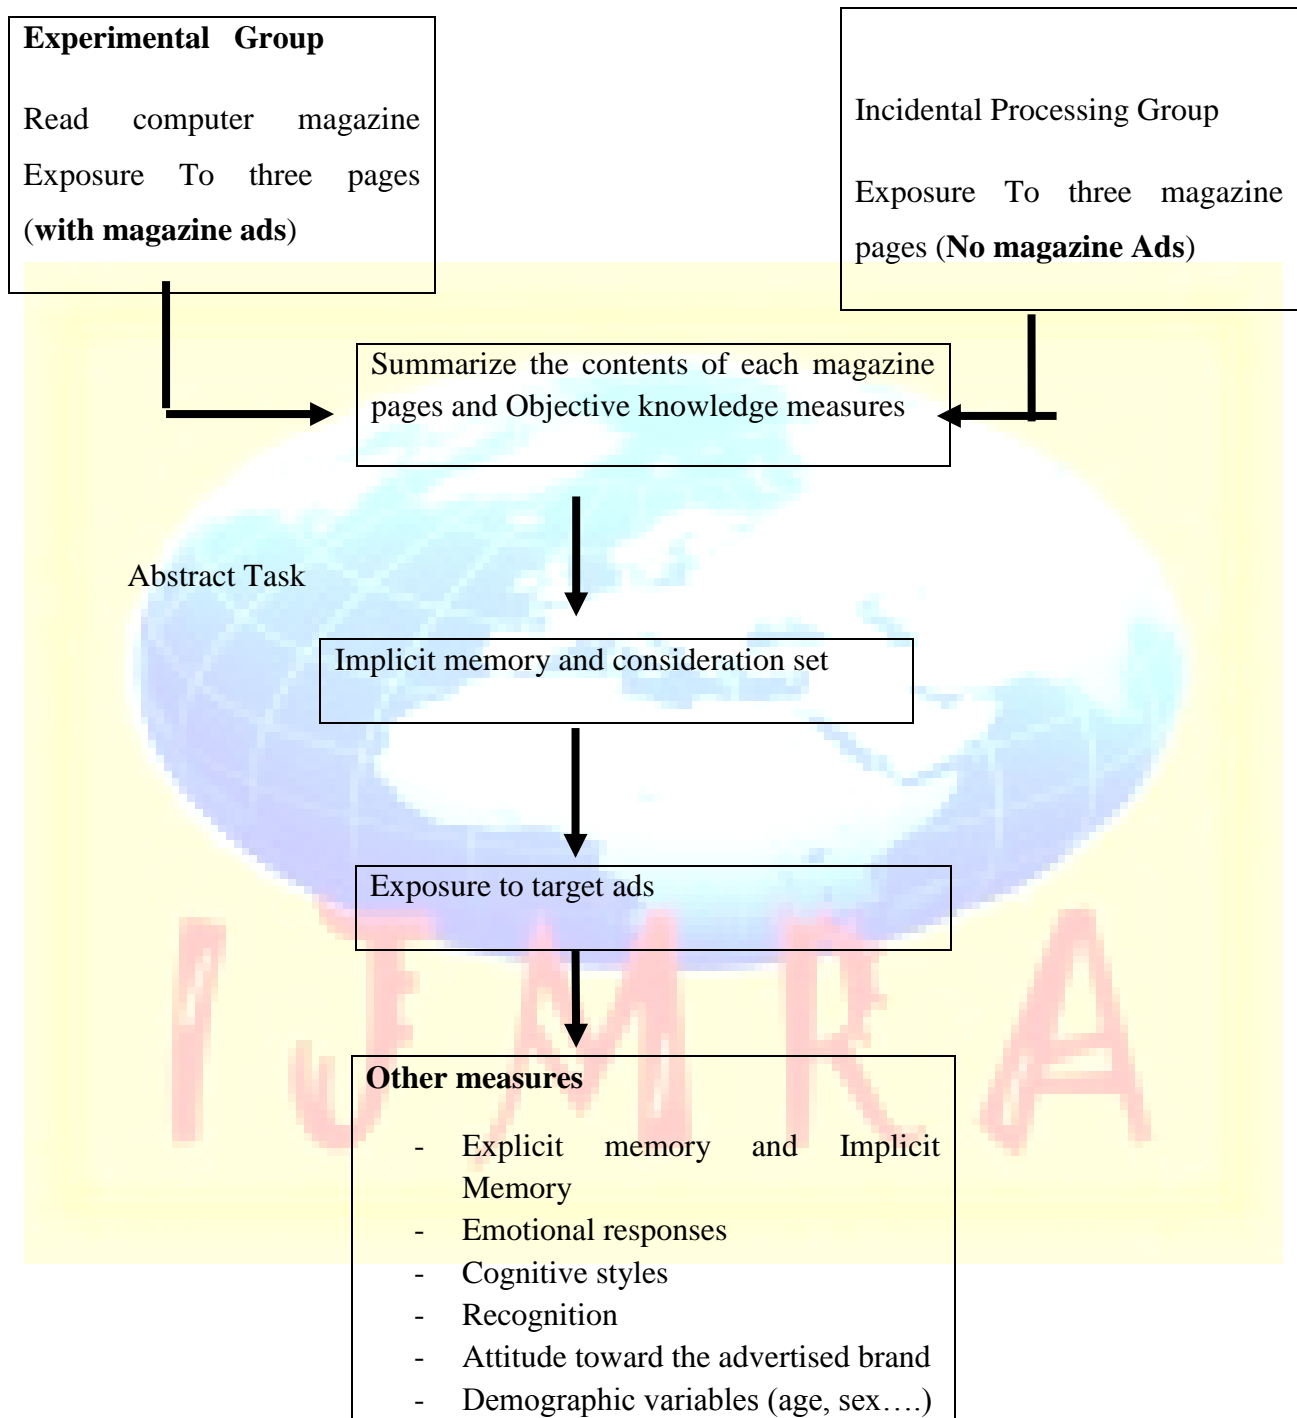 Experimental Group
Read computer magazine
Exposure To three pages
(with magazine ads)
Incidental Processing Group
Exposure To three magazine
pages (No magazine Ads)
Summarize the contents of each magazine
pages and Objective knowledge measures
Abstract Task
Implicit memory and consideration set
Exposure to target ads
IJMRA
Other measures
- Explicit memory and Implicit
Memory
- Emotional responses
- Cognitive styles
- Recognition
- Attitude toward the advertised brand
- Demographic variables (age, sex….)